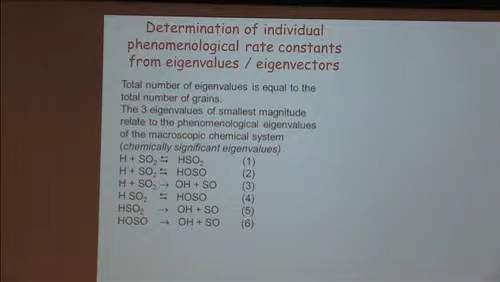 Determination of individual
phenomenological rate constants
from eigenvalues / eigenvectors
Total number of eigenvalues is equal to the
total number of grains.
The 3 eigenvalues of smallest magnitude
relate to the phenomenological eigenvalues
of the macroscopic chemical system
(chemically significant eigenvalues)
H + SO₂ ⇆ HSO₂ (1)
H + SO₂ ⇆ HOSO (2)
H + SO₂ → OH + SO (3)
H SO₂ ⇆ HOSO (4)
HSO₂ → OH + SO (5)
HOSO → OH + SO (6)